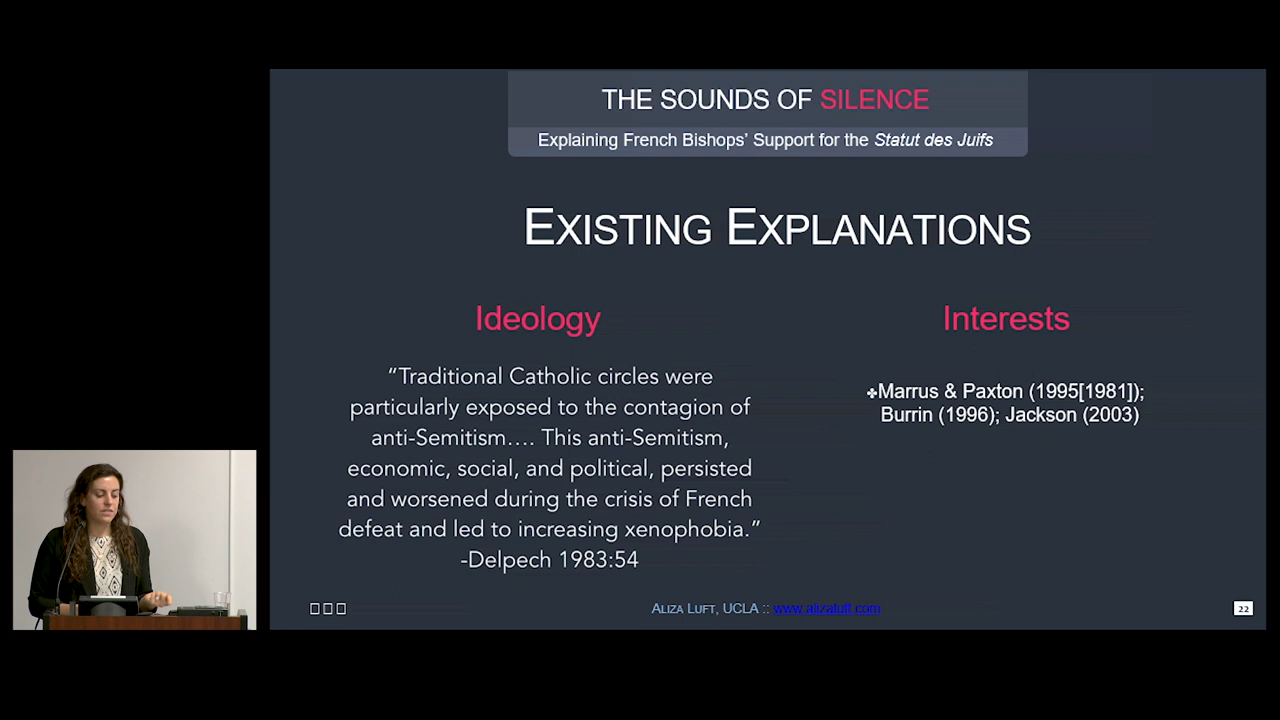 THE SOUNDS OF SILENCE
Explaining French Bishops’ Support for the Statut des Juifs
EXISTING EXPLANATIONS
Ideology
“Traditional Catholic circles were
particularly exposed to the contagion of
anti-Semitism.... This anti-Semitism,
economic, social, and political, persisted
and worsened during the crisis of French
defeat and led to increasing xenophobia.”
-Delpech 1983:54
Interests
✤Marrus & Paxton (1995[1981]);
Burrin (1996); Jackson (2003)
ALIZA LUFT, UCLA :: www.alizaluft.com
22